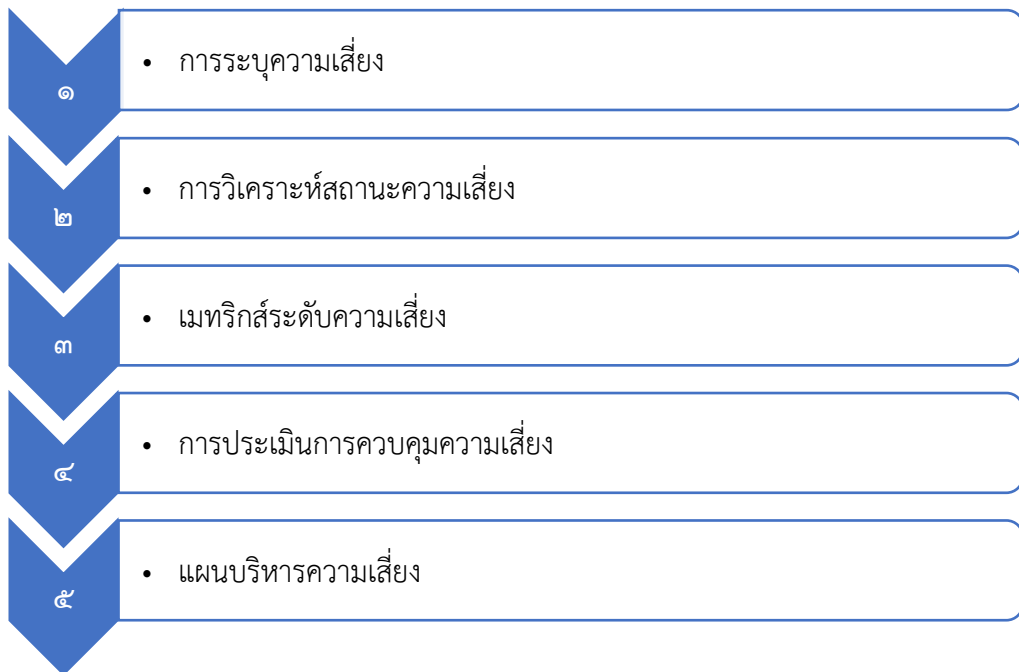 ๑
• การระบุความเสี่ยง
๒
• การวิเคราะห์สถานะความเสี่ยง
๓
• เมทริกส์ระดับความเสี่ยง
๔
• การประเมินการควบคุมความเสี่ยง
๕
• แผนบริหารความเสี่ยง